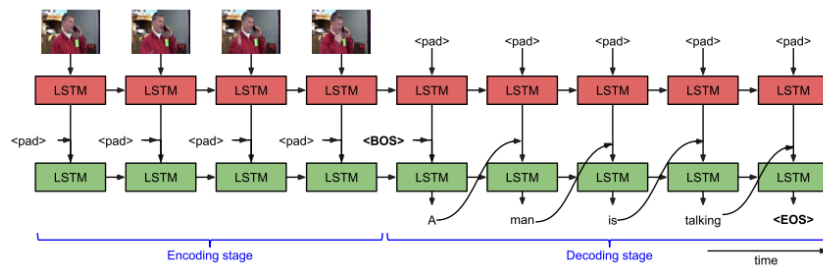 <pad> <pad> <pad> <pad> <pad>
LSTM LSTM LSTM LSTM LSTM LSTM LSTM LSTM LSTM
<pad> <pad> <pad> <pad> <BOS>
LSTM LSTM LSTM LSTM LSTM LSTM LSTM LSTM LSTM
A man is talking <EOS>
Encoding stage Decoding stage time